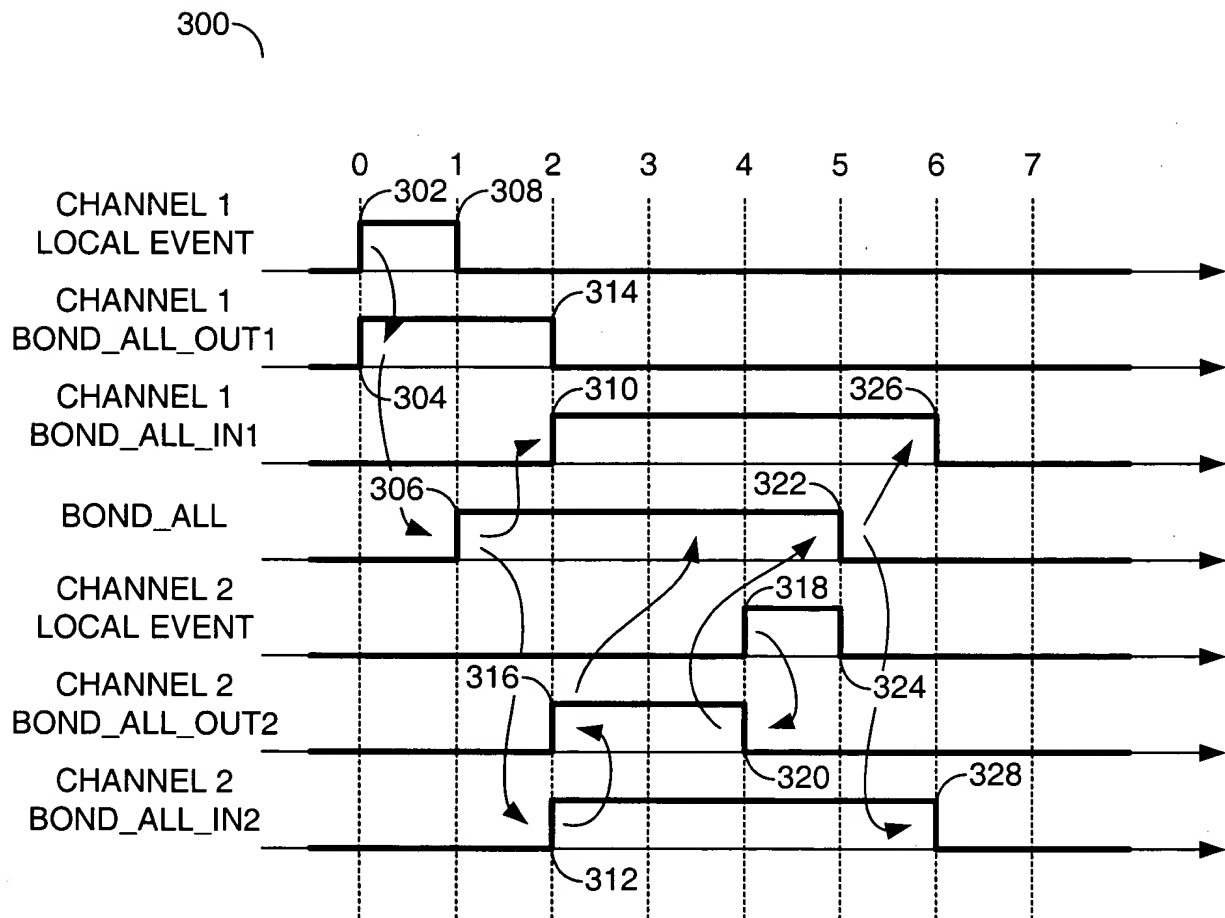 300
0 1 2 3 4 5 6 7
302 308
CHANNEL 1
LOCAL EVENT
314
CHANNEL 1
BOND_ALL_OUT1
304
310
326
CHANNEL 1
BOND_ALL_IN1
306
322
BOND_ALL
318
CHANNEL 2
LOCAL EVENT
324
316
CHANNEL 2
BOND_ALL_OUT2
320
328
CHANNEL 2
BOND_ALL_IN2
312